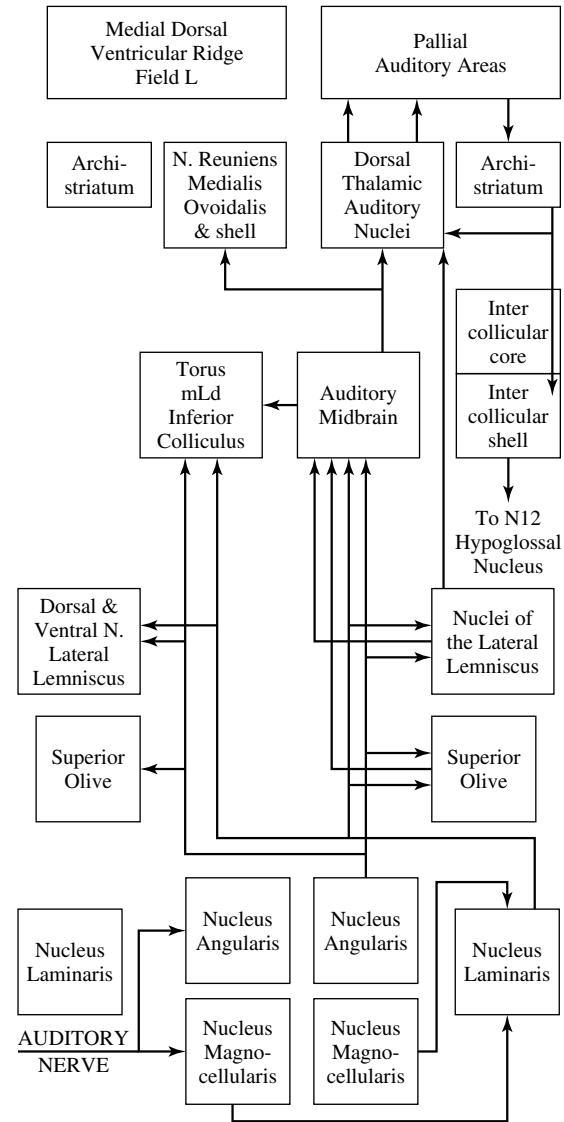 Medial Dorsal
Ventricular Ridge
Field L
Pallial
Auditory Areas
Archi-
striatum
N. Reuniens
Medialis
Ovoidalis
& shell
Dorsal
Thalamic
Auditory
Nuclei
Archi-
striatum
Inter
collicular
core
Torus
mLd
Inferior
Colliculus
Auditory
Midbrain
Inter
collicular
shell
To N12
Hypoglossal
Nucleus
Dorsal &
Ventral N.
Lateral
Lemniscus
Nuclei of
the Lateral
Lemniscus
Superior
Olive
Superior
Olive
Nucleus
Laminaris
Nucleus
Angularis
Nucleus
Angularis
Nucleus
Laminaris
AUDITORY
NERVE
Nucleus
Magno-
cellularis
Nucleus
Magno-
cellularis